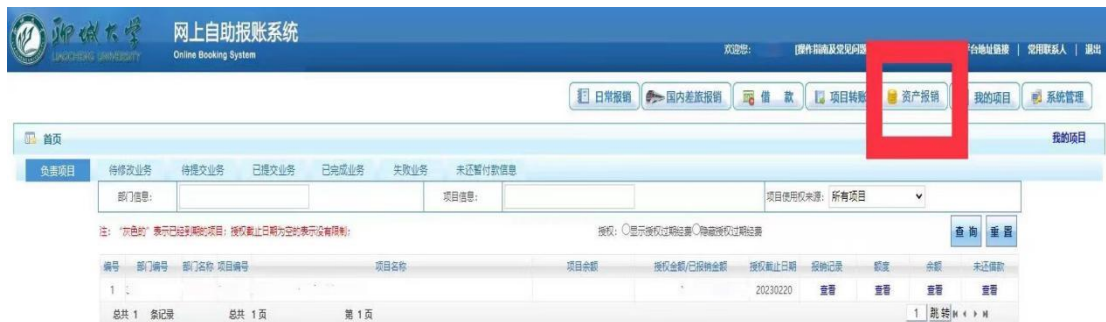 聊城大学 网上自助报账系统
LIAOCHENG UNIVERSITY Online Booking System
欢迎您: [操作指南及常见问题 台地址链接 | 常用联系人 | 退出
日常报销 国内差旅报销 借 款 项目转账 资产报销 我的项目 系统管理
首页 我的项目
负责项目 待修改业务 待提交业务 已提交业务 已完成业务 失败业务 未还暂付款信息
部门信息: 项目信息: 项目使用权来源: 所有项目
注: "灰色的"表示已经到期的项目;授权截止日期为空的表示没有限制; 授权: 显示授权过期经费 隐藏授权过期经费 查 询 重 置
编号 部门编号 部门名称 项目编号 项目名称 项目余额 授权金额/已报销金额 授权截止日期 报销记录 额度 余额 未还借款
1 20230220 查看 查看 查看 查看
总共 1 条记录 总共 1 页 第 1 页 1 跳 转